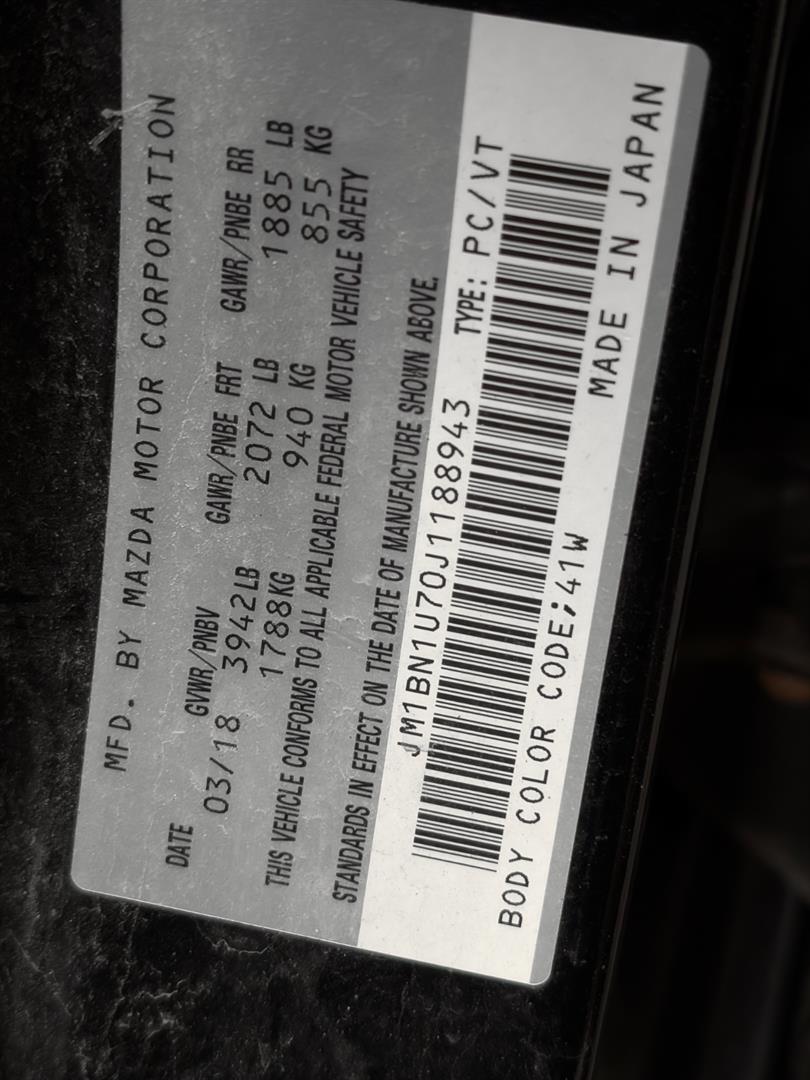 MFD. BY MAZDA MOTOR CORPORATION
DATE GVWR/PNBV GAWR/PNBE FRT GAWR/PNBE RR
03/18 3942LB 2072 LB 1885 LB
1788KG 940 KG 855 KG
THIS VEHICLE CONFORMS TO ALL APPLICABLE FEDERAL MOTOR VEHICLE SAFETY
STANDARDS IN EFFECT ON THE DATE OF MANUFACTURE SHOWN ABOVE.
JM1BN1U70J1188943 TYPE: PC/VT
BODY COLOR CODE;41W MADE IN JAPAN